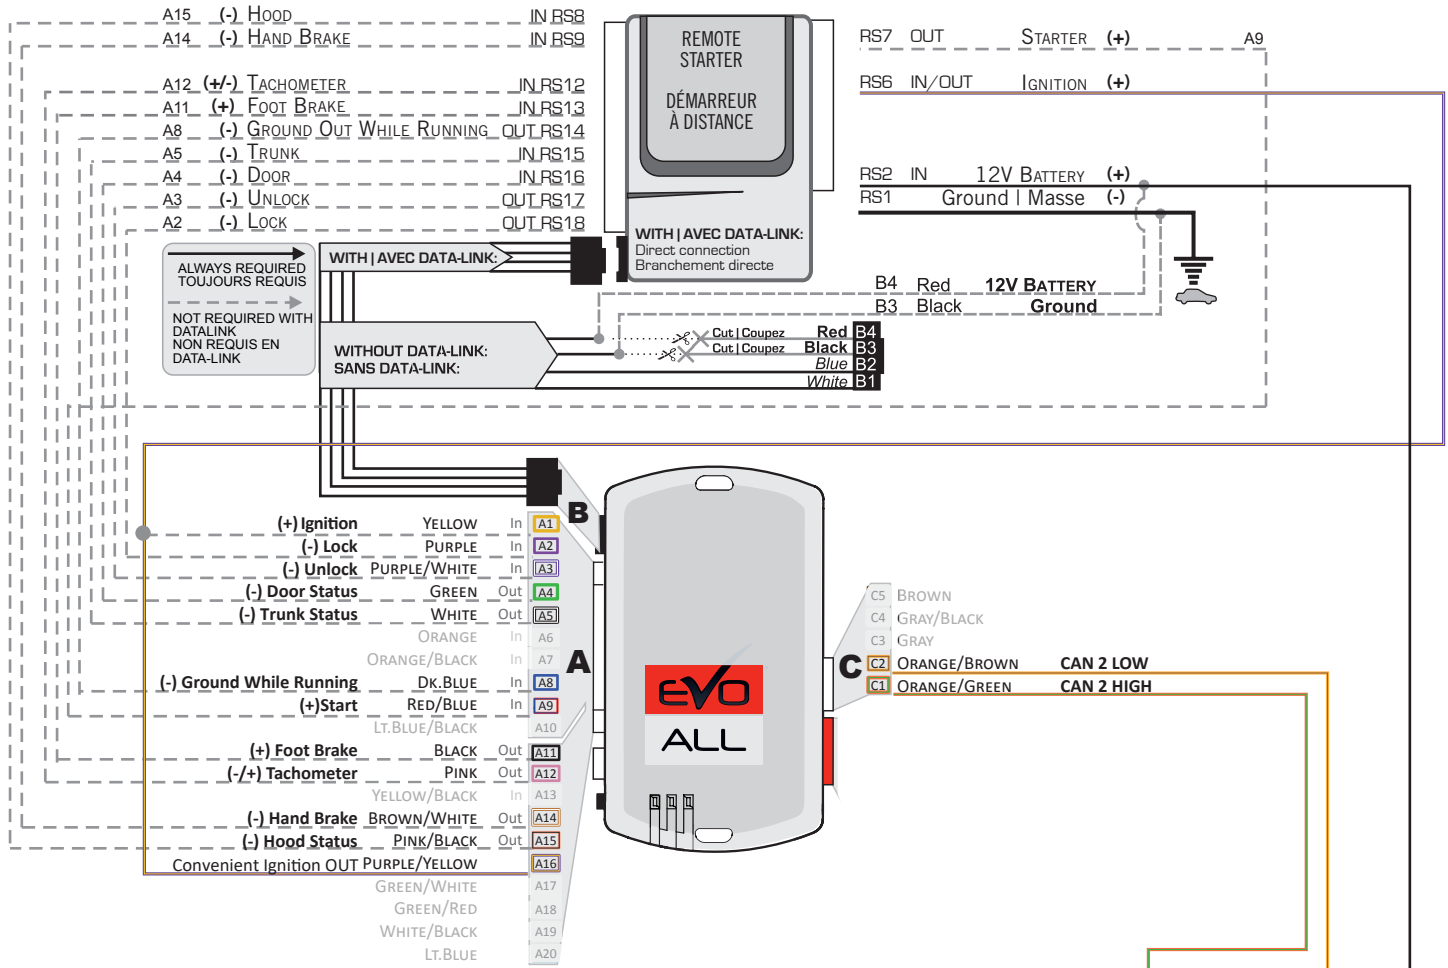 A15 (-) HOOD IN RS8
A14 (-) HAND BRAKE IN RS9
A12 (+/-) TACHOMETER IN RS12
A11 (+) FOOT BRAKE IN RS13
A8 (-) GROUND OUT WHILE RUNNING OUT RS14
A5 (-) TRUNK IN RS15
A4 (-) DOOR IN RS16
A3 (-) UNLOCK OUT RS17
A2 (-) LOCK OUT RS18
REMOTE
STARTER
DÉMARREUR
À DISTANCE
WITH | AVEC DATA-LINK:
Direct connection
Branchement directe
RS7 OUT STARTER (+) A9
RS6 IN/OUT IGNITION (+)
RS2 IN 12V BATTERY (+)
RS1 Ground | Masse (-)
ALWAYS REQUIRED
TOUJOURS REQUIS
NOT REQUIRED WITH
DATALINK
NON REQUIS EN
DATA-LINK
WITH | AVEC DATA-LINK:
B4 Red 12V BATTERY
B3 Black Ground
WITHOUT DATA-LINK:
SANS DATA-LINK:
Cut | Coupez Red B4
Cut | Coupez Black B3
Blue B2
White B1
B
(+) Ignition YELLOW In A1
(-) Lock PURPLE In A2
(-) Unlock PURPLE/WHITE In A3
(-) Door Status GREEN Out A4
(-) Trunk Status WHITE Out A5
ORANGE In A6
ORANGE/BLACK In A7
A
(-) Ground While Running DK.BLUE In A8
(+)Start RED/BLUE In A9
LT.BLUE/BLACK A10
(+) Foot Brake BLACK Out A11
(-/+) Tachometer PINK Out A12
YELLOW/BLACK In A13
(-) Hand Brake BROWN/WHITE Out A14
(-) Hood Status PINK/BLACK Out A15
Convenient Ignition OUT PURPLE/YELLOW A16
GREEN/WHITE A17
GREEN/RED A18
WHITE/BLACK A19
LT.BLUE A20
EVO
ALL
C
C5 BROWN
C4 GRAY/BLACK
C3 GRAY
C2 ORANGE/BROWN CAN 2 LOW
C1 ORANGE/GREEN CAN 2 HIGH